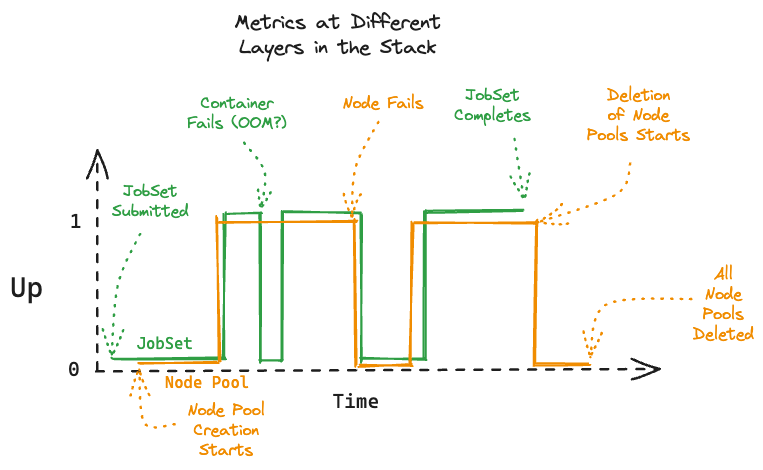 Metrics at Different
Layers in the Stack
Container
Fails (OOM?)
Node Fails
JobSet
Completes
Deletion
of Node
Pools Starts
JobSet
Submitted
1
Up
All
Node
Pools
Deleted
JobSet
0
Node Pool
Time
Node Pool
Creation
Starts